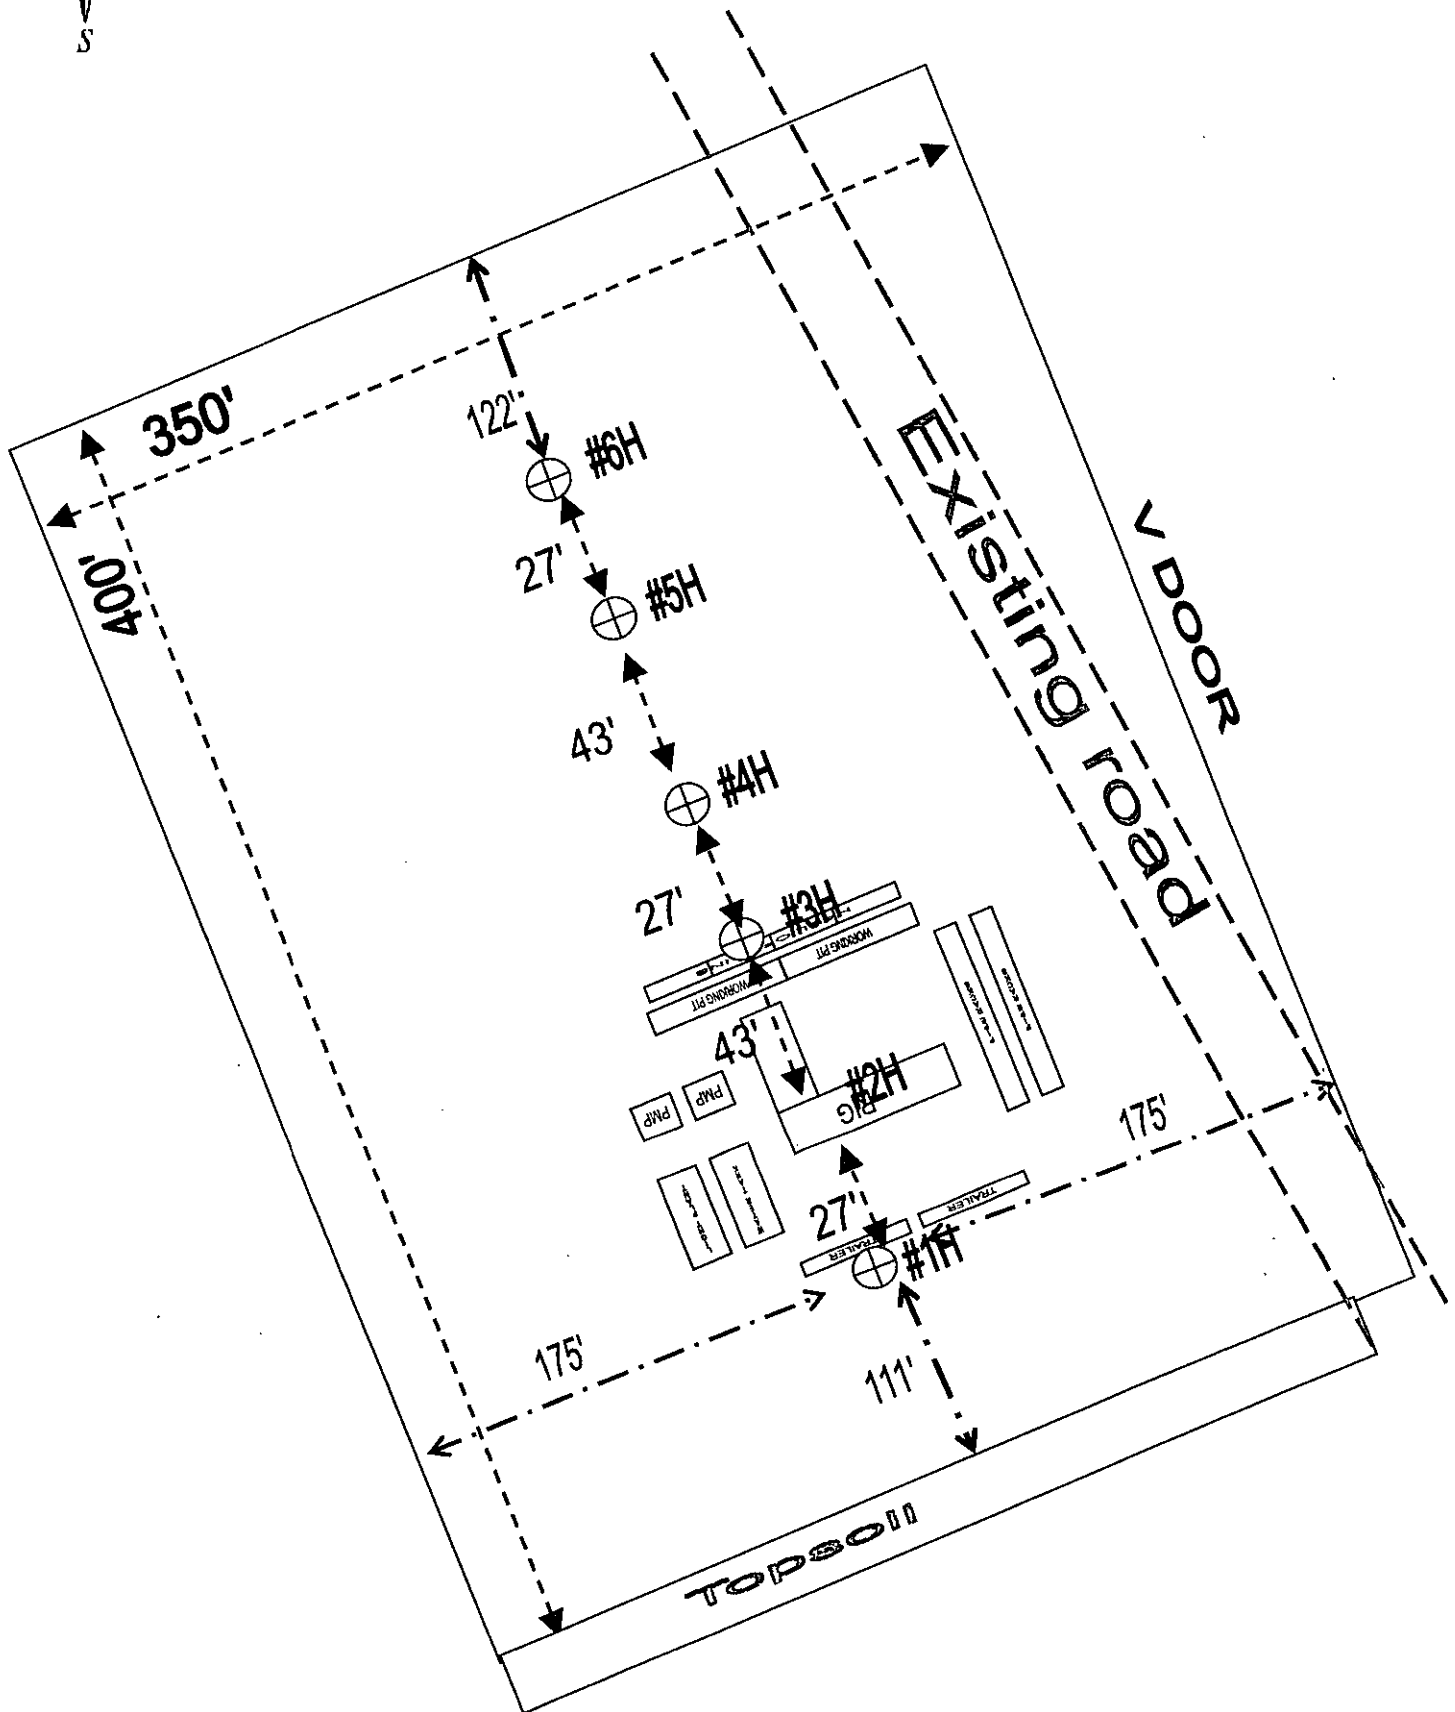 S
350'
400'
122'
#6H
27'
#5H
43'
#4H
27'
#3H
WORKING PIT
WORKING PIT
43'
#2H
RIG
PMP
PMP
Existing road
V DOOR
175'
TRAILER
27'
TRAILER
#1H
175'
111'
Topsoil